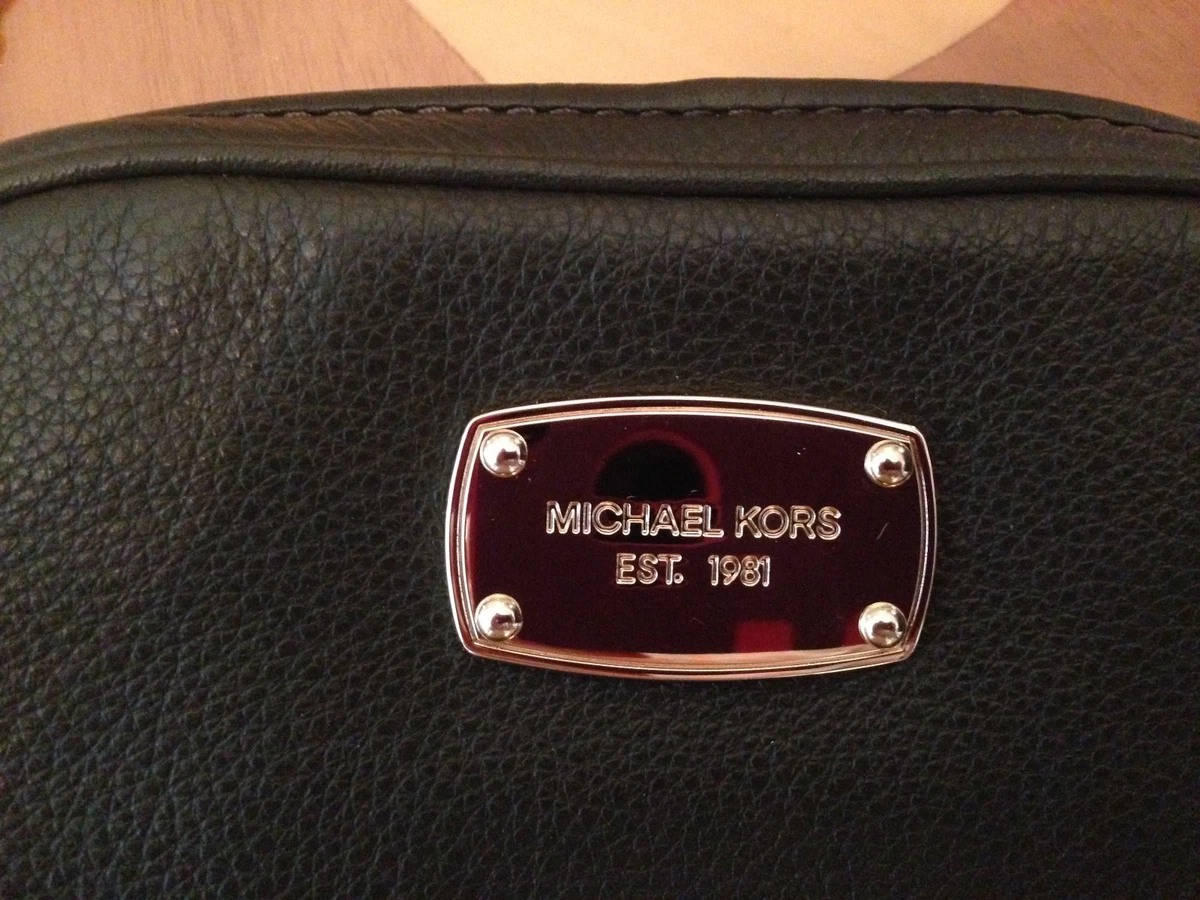 MICHAEL KORS
EST. 1981